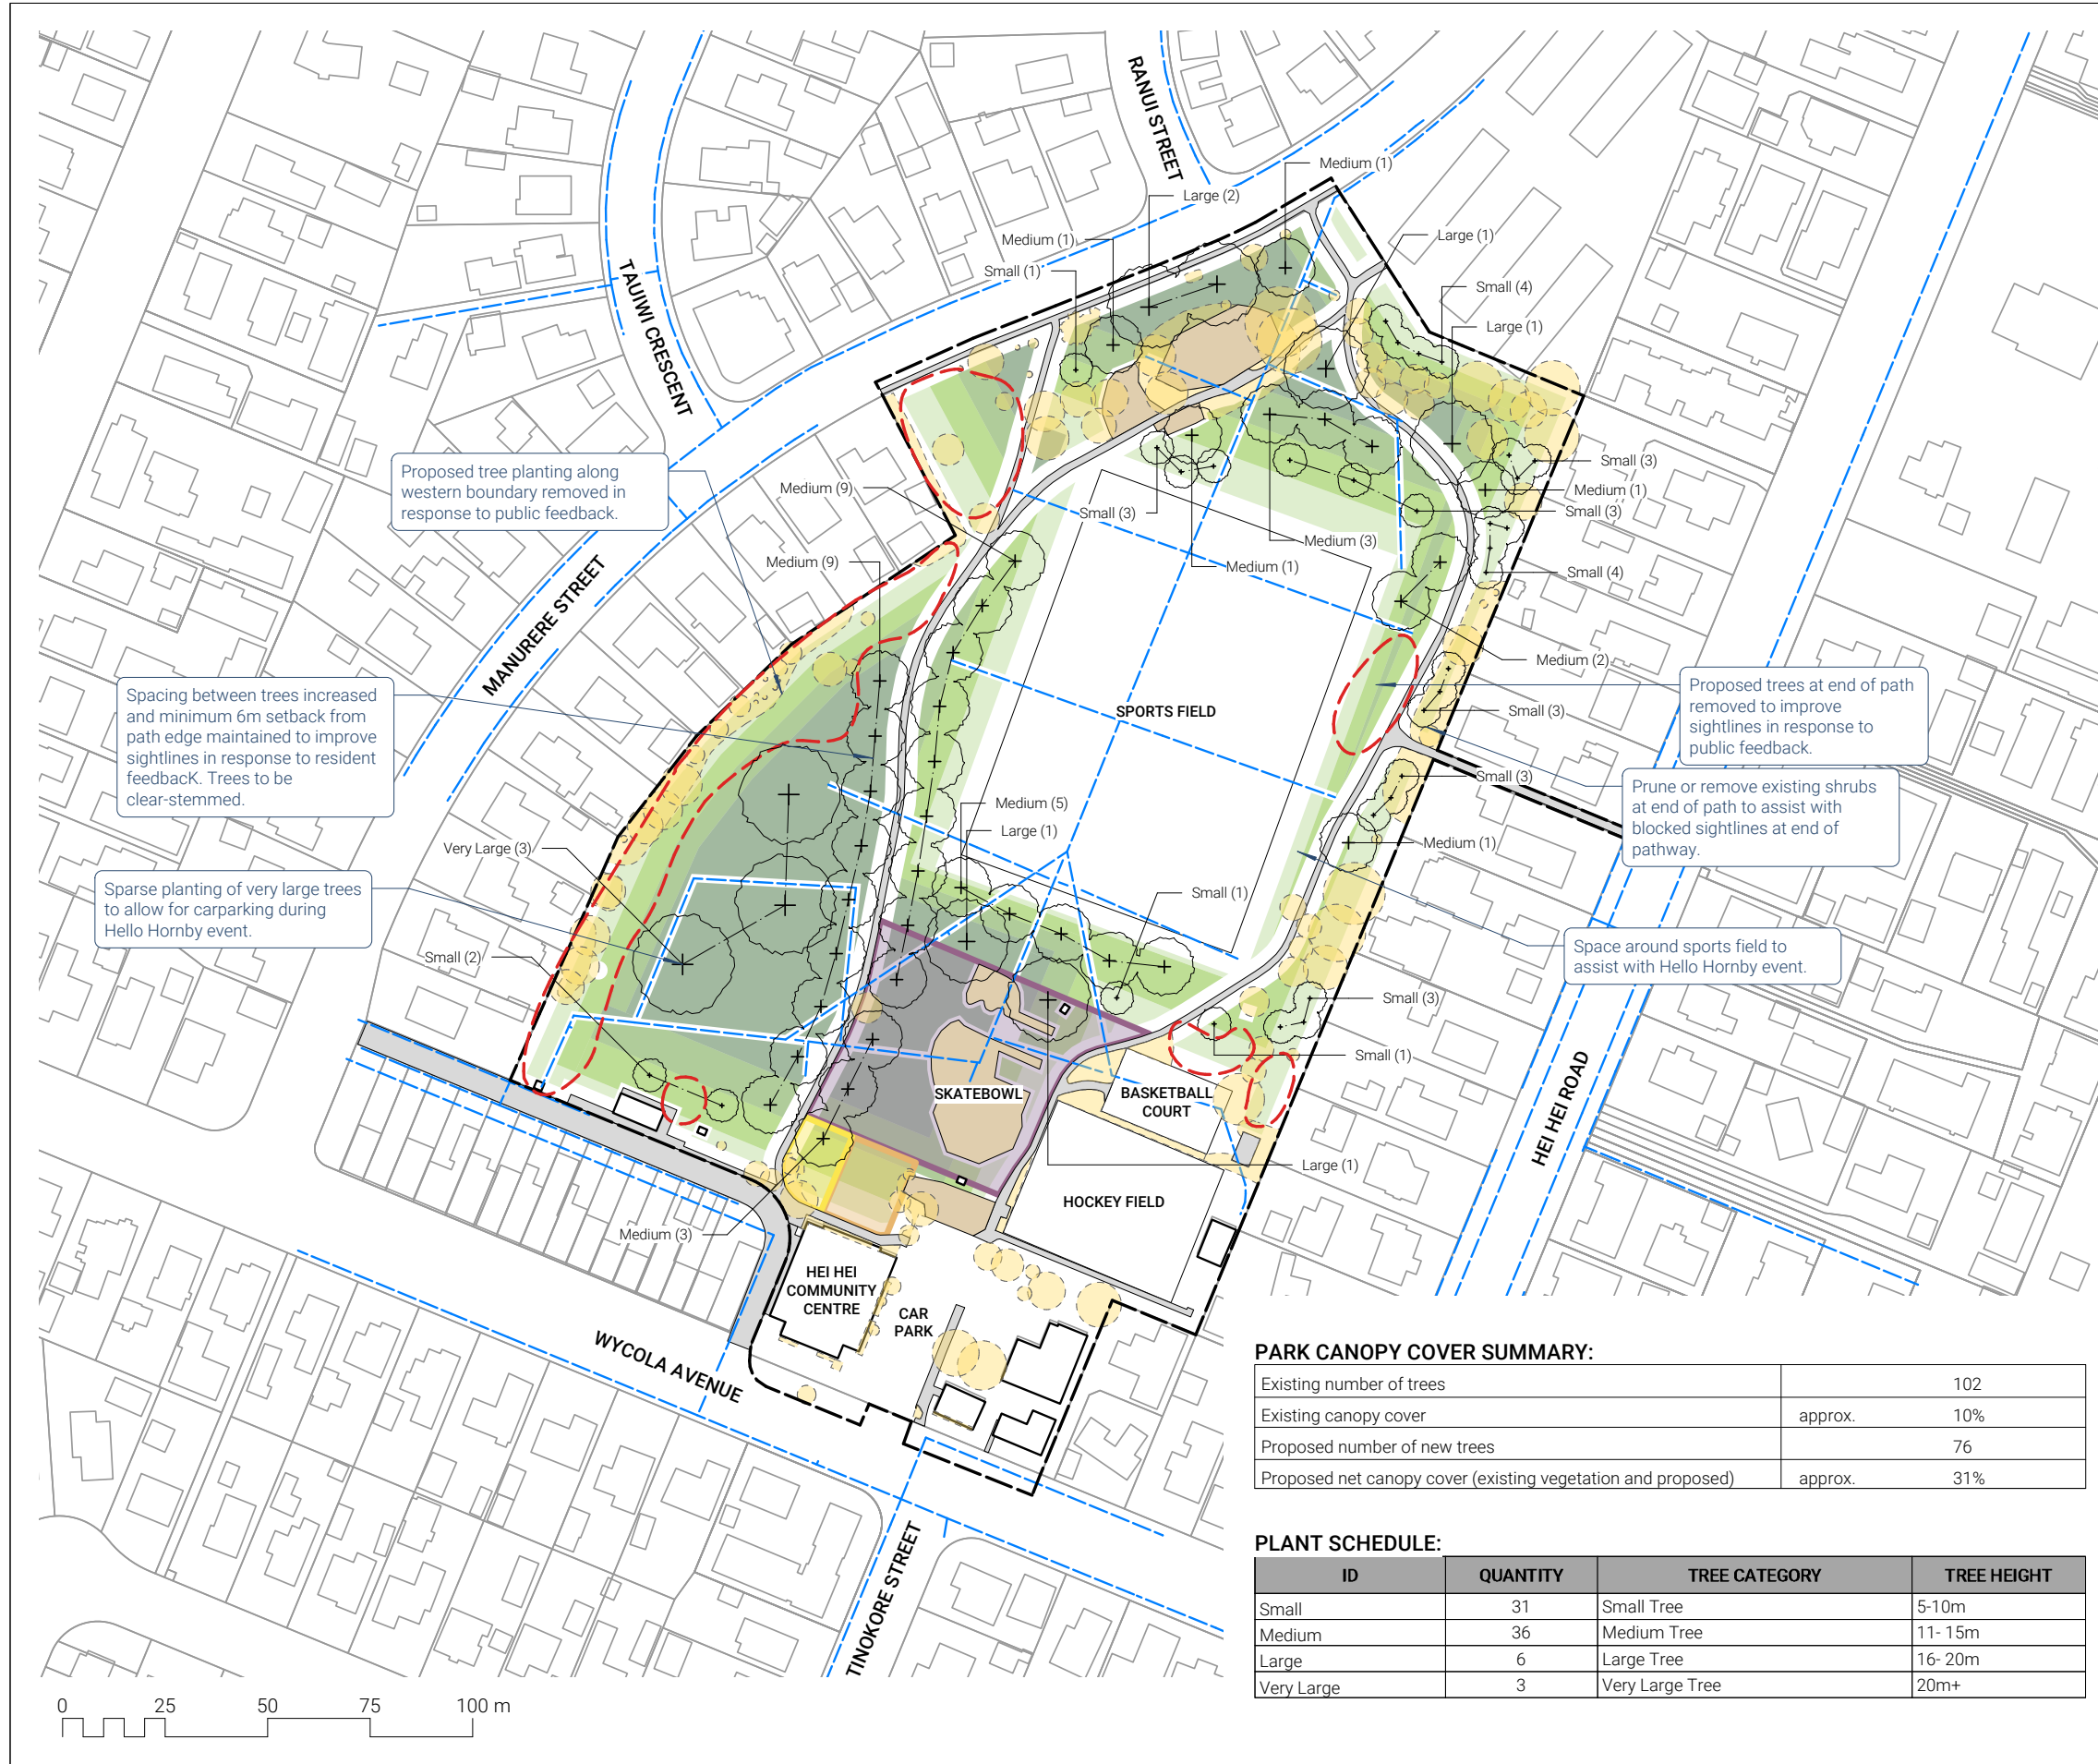 RANUI STREET
Medium (1)
Large (2)
Medium (1)
Large (1)
Small (1)
Small (4)
Large (1)
TAUIWI CRESCENT
Proposed tree planting along
western boundary removed in
response to public feedback.
Medium (9)
Small (3)
Small (3)
Medium (1)
Small (3)
Medium (3)
Medium (9)
Medium (1)
Small (4)
MANURERE STREET
Medium (2)
Spacing between trees increased
and minimum 6m setback from
path edge maintained to improve
sightlines in response to resident
feedbacK. Trees to be
clear-stemmed.
SPORTS FIELD
Small (3)
Proposed trees at end of path
removed to improve
sightlines in response to
public feedback.
Small (3)
Prune or remove existing shrubs
at end of path to assist with
blocked sightlines at end of
pathway.
Medium (5)
Large (1)
Medium (1)
Very Large (3)
Sparse planting of very large trees
to allow for carparking during
Hello Hornby event.
Small (1)
Small (2)
Space around sports field to
assist with Hello Hornby event.
Small (3)
Small (1)
SKATEBOWL
BASKETBALL
COURT
HEI HEI ROAD
Large (1)
HOCKEY FIELD
Medium (3)
HEI HEI
COMMUNITY
CENTRE
CAR
PARK
WYCOLA AVENUE
TINOKORE STREET
PARK CANOPY COVER SUMMARY:
Existing number of trees 102
Existing canopy cover approx. 10%
Proposed number of new trees 76
Proposed net canopy cover (existing vegetation and proposed) approx. 31%
PLANT SCHEDULE:
ID QUANTITY TREE CATEGORY TREE HEIGHT
Small 31 Small Tree 5-10m
Medium 36 Medium Tree 11- 15m
Large 6 Large Tree 16- 20m
Very Large 3 Very Large Tree 20m+
0 25 50 75 100 m